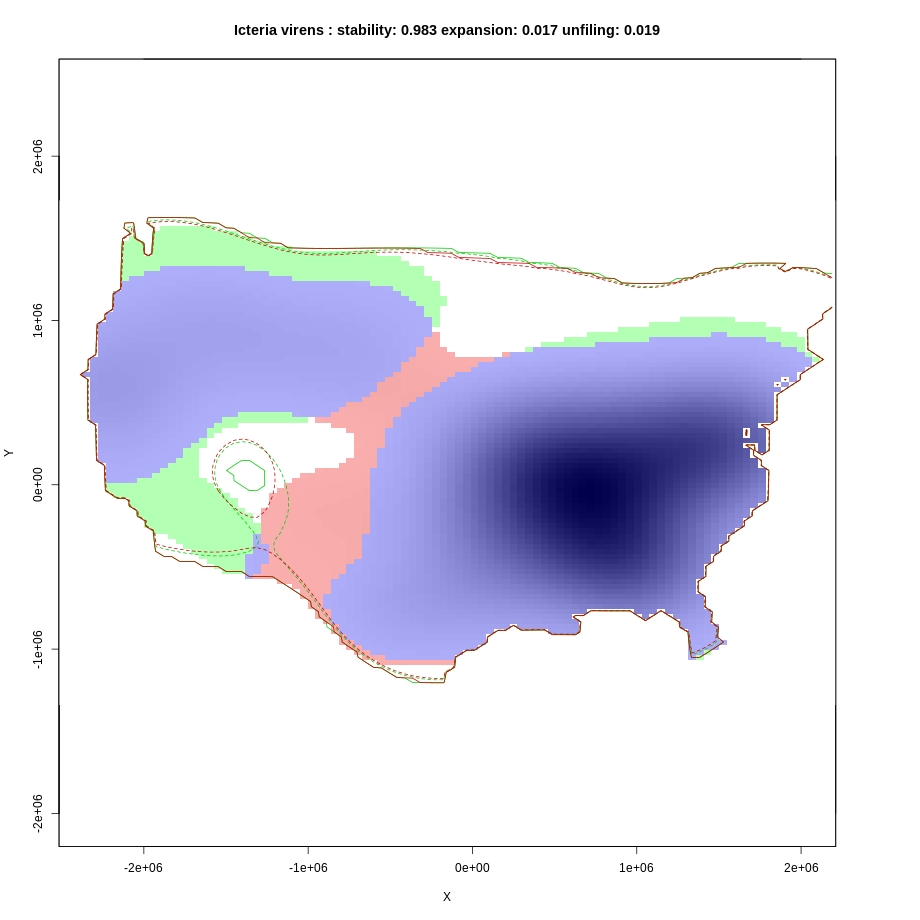 Icteria virens : stability: 0.983 expansion: 0.017 unfiling: 0.019
2e+06
1e+06
0e+00
-1e+06
-2e+06
Y
-2e+06 -1e+06 0e+00 1e+06 2e+06
X